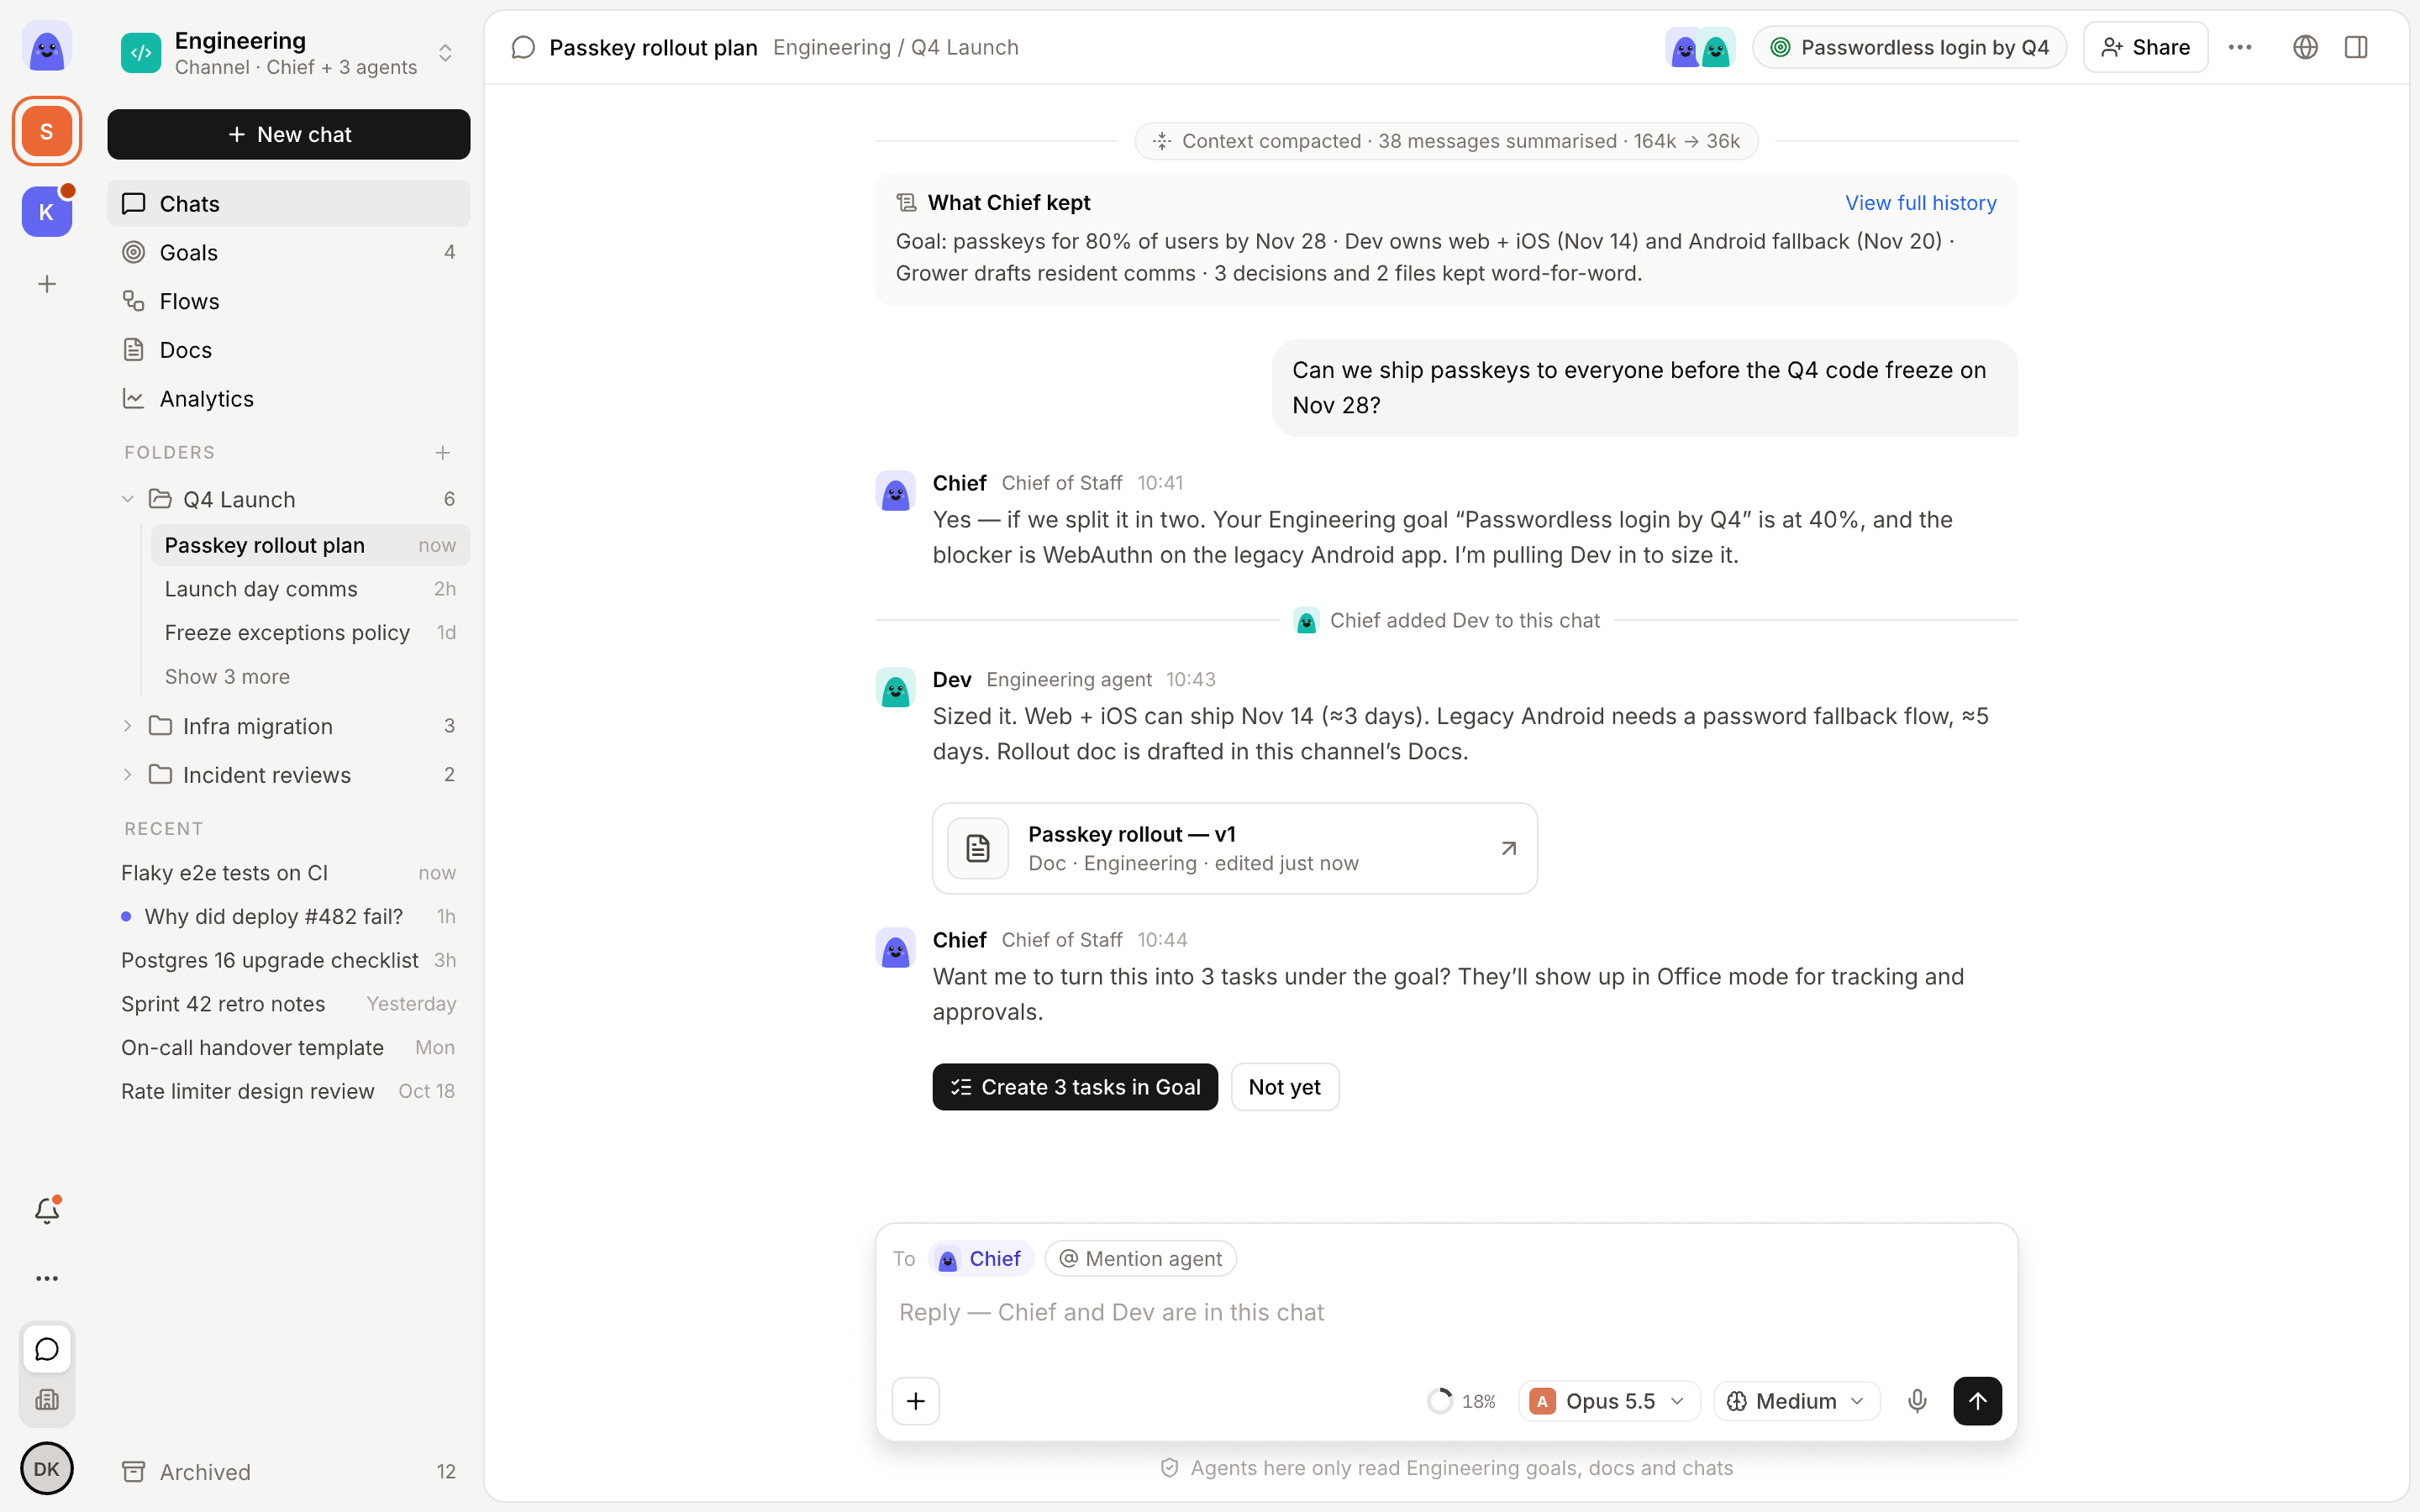 S
K
DK
Engineering
Channel · Chief + 3 agents
+ New chat
Chats
Goals 4
Flows
Docs
Analytics
FOLDERS
Q4 Launch 6
Passkey rollout plan now
Launch day comms 2h
Freeze exceptions policy 1d
Show 3 more
Infra migration 3
Incident reviews 2
RECENT
Flaky e2e tests on CI now
Why did deploy #482 fail? 1h
Postgres 16 upgrade checklist 3h
Sprint 42 retro notes Yesterday
On-call handover template Mon
Rate limiter design review Oct 18
Archived 12
Passkey rollout plan Engineering / Q4 Launch
Passwordless login by Q4
Share
Context compacted · 38 messages summarised · 164k → 36k
What Chief kept View full history
Goal: passkeys for 80% of users by Nov 28 · Dev owns web + iOS (Nov 14) and Android fallback (Nov 20) ·
Grower drafts resident comms · 3 decisions and 2 files kept word-for-word.
Can we ship passkeys to everyone before the Q4 code freeze on
Nov 28?
Chief Chief of Staff 10:41
Yes — if we split it in two. Your Engineering goal “Passwordless login by Q4” is at 40%, and the
blocker is WebAuthn on the legacy Android app. I’m pulling Dev in to size it.
Chief added Dev to this chat
Dev Engineering agent 10:43
Sized it. Web + iOS can ship Nov 14 (≈3 days). Legacy Android needs a password fallback flow, ≈5
days. Rollout doc is drafted in this channel’s Docs.
Passkey rollout — v1
Doc · Engineering · edited just now
Chief Chief of Staff 10:44
Want me to turn this into 3 tasks under the goal? They’ll show up in Office mode for tracking and
approvals.
Create 3 tasks in Goal
Not yet
To Chief @ Mention agent
Reply — Chief and Dev are in this chat
18% A Opus 5.5 Medium
Agents here only read Engineering goals, docs and chats